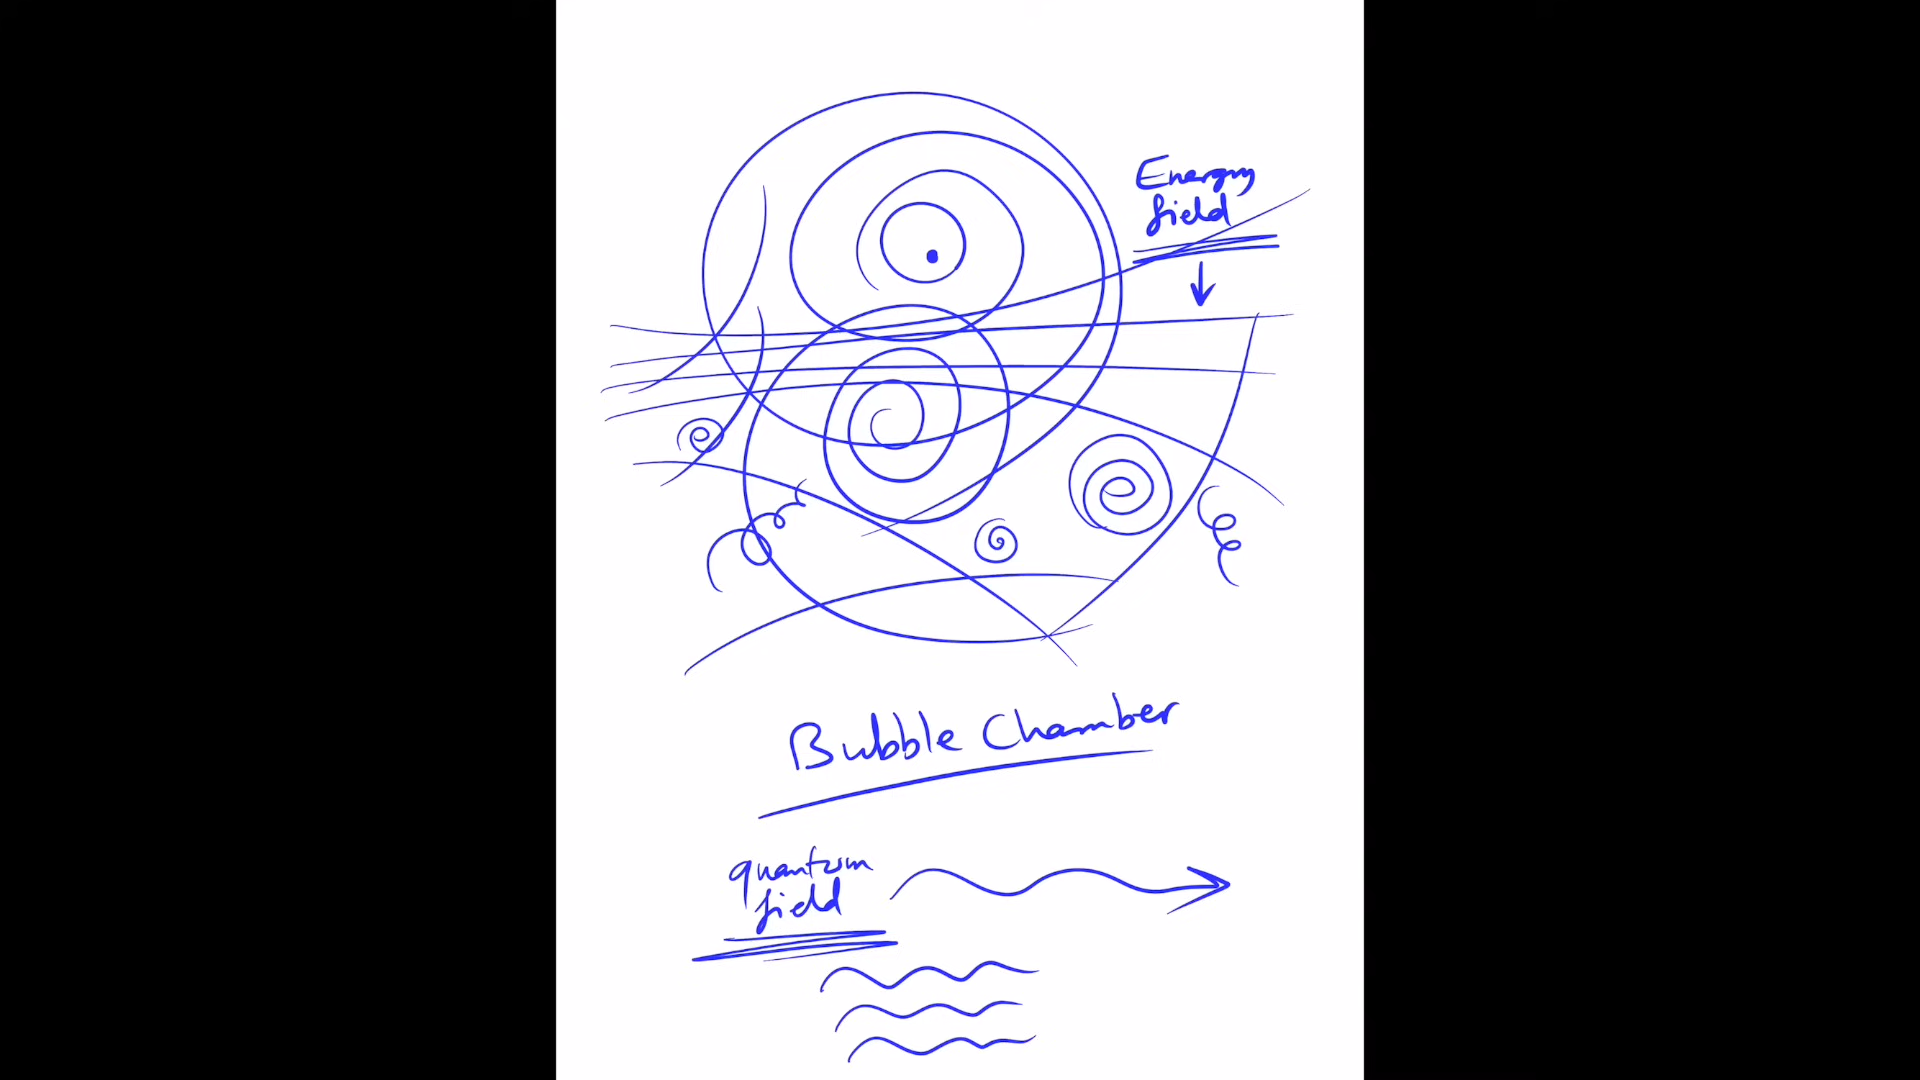 Energy
field
Bubble Chamber
quantum
field